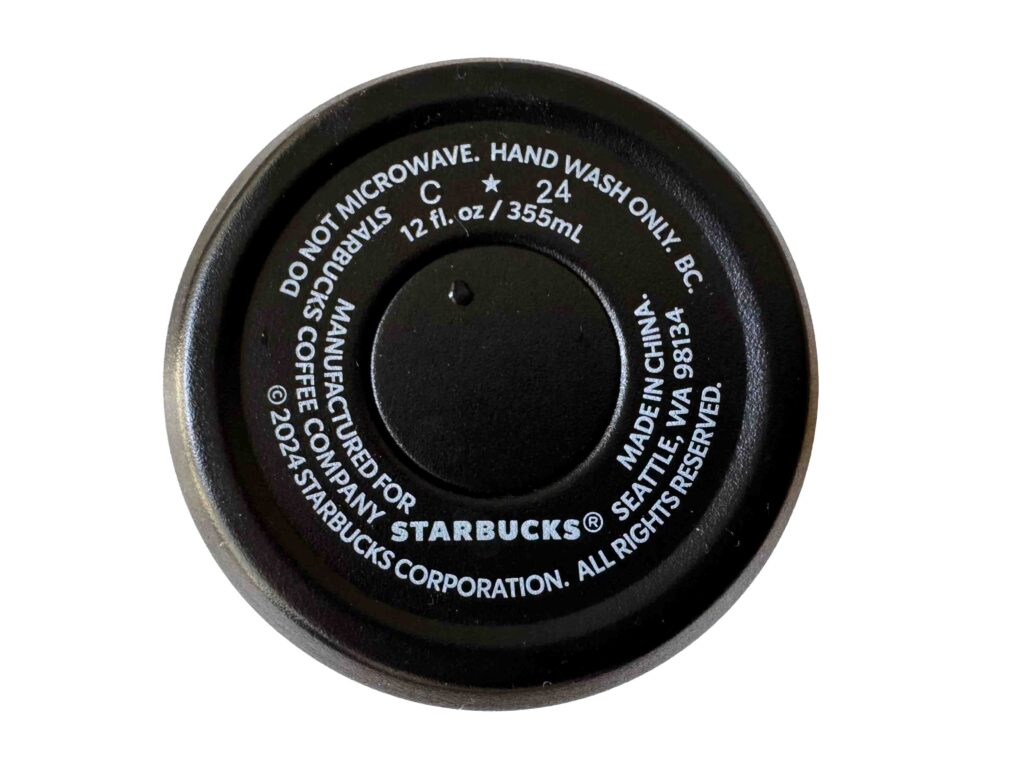 DO NOT MICROWAVE. HAND WASH ONLY. BC.
C ★ 24
12 fl. oz / 355mL
MANUFACTURED FOR
STARBUCKS COFFEE COMPANY
STARBUCKS®
MADE IN CHINA.
SEATTLE, WA 98134
© 2024 STARBUCKS CORPORATION. ALL RIGHTS RESERVED.